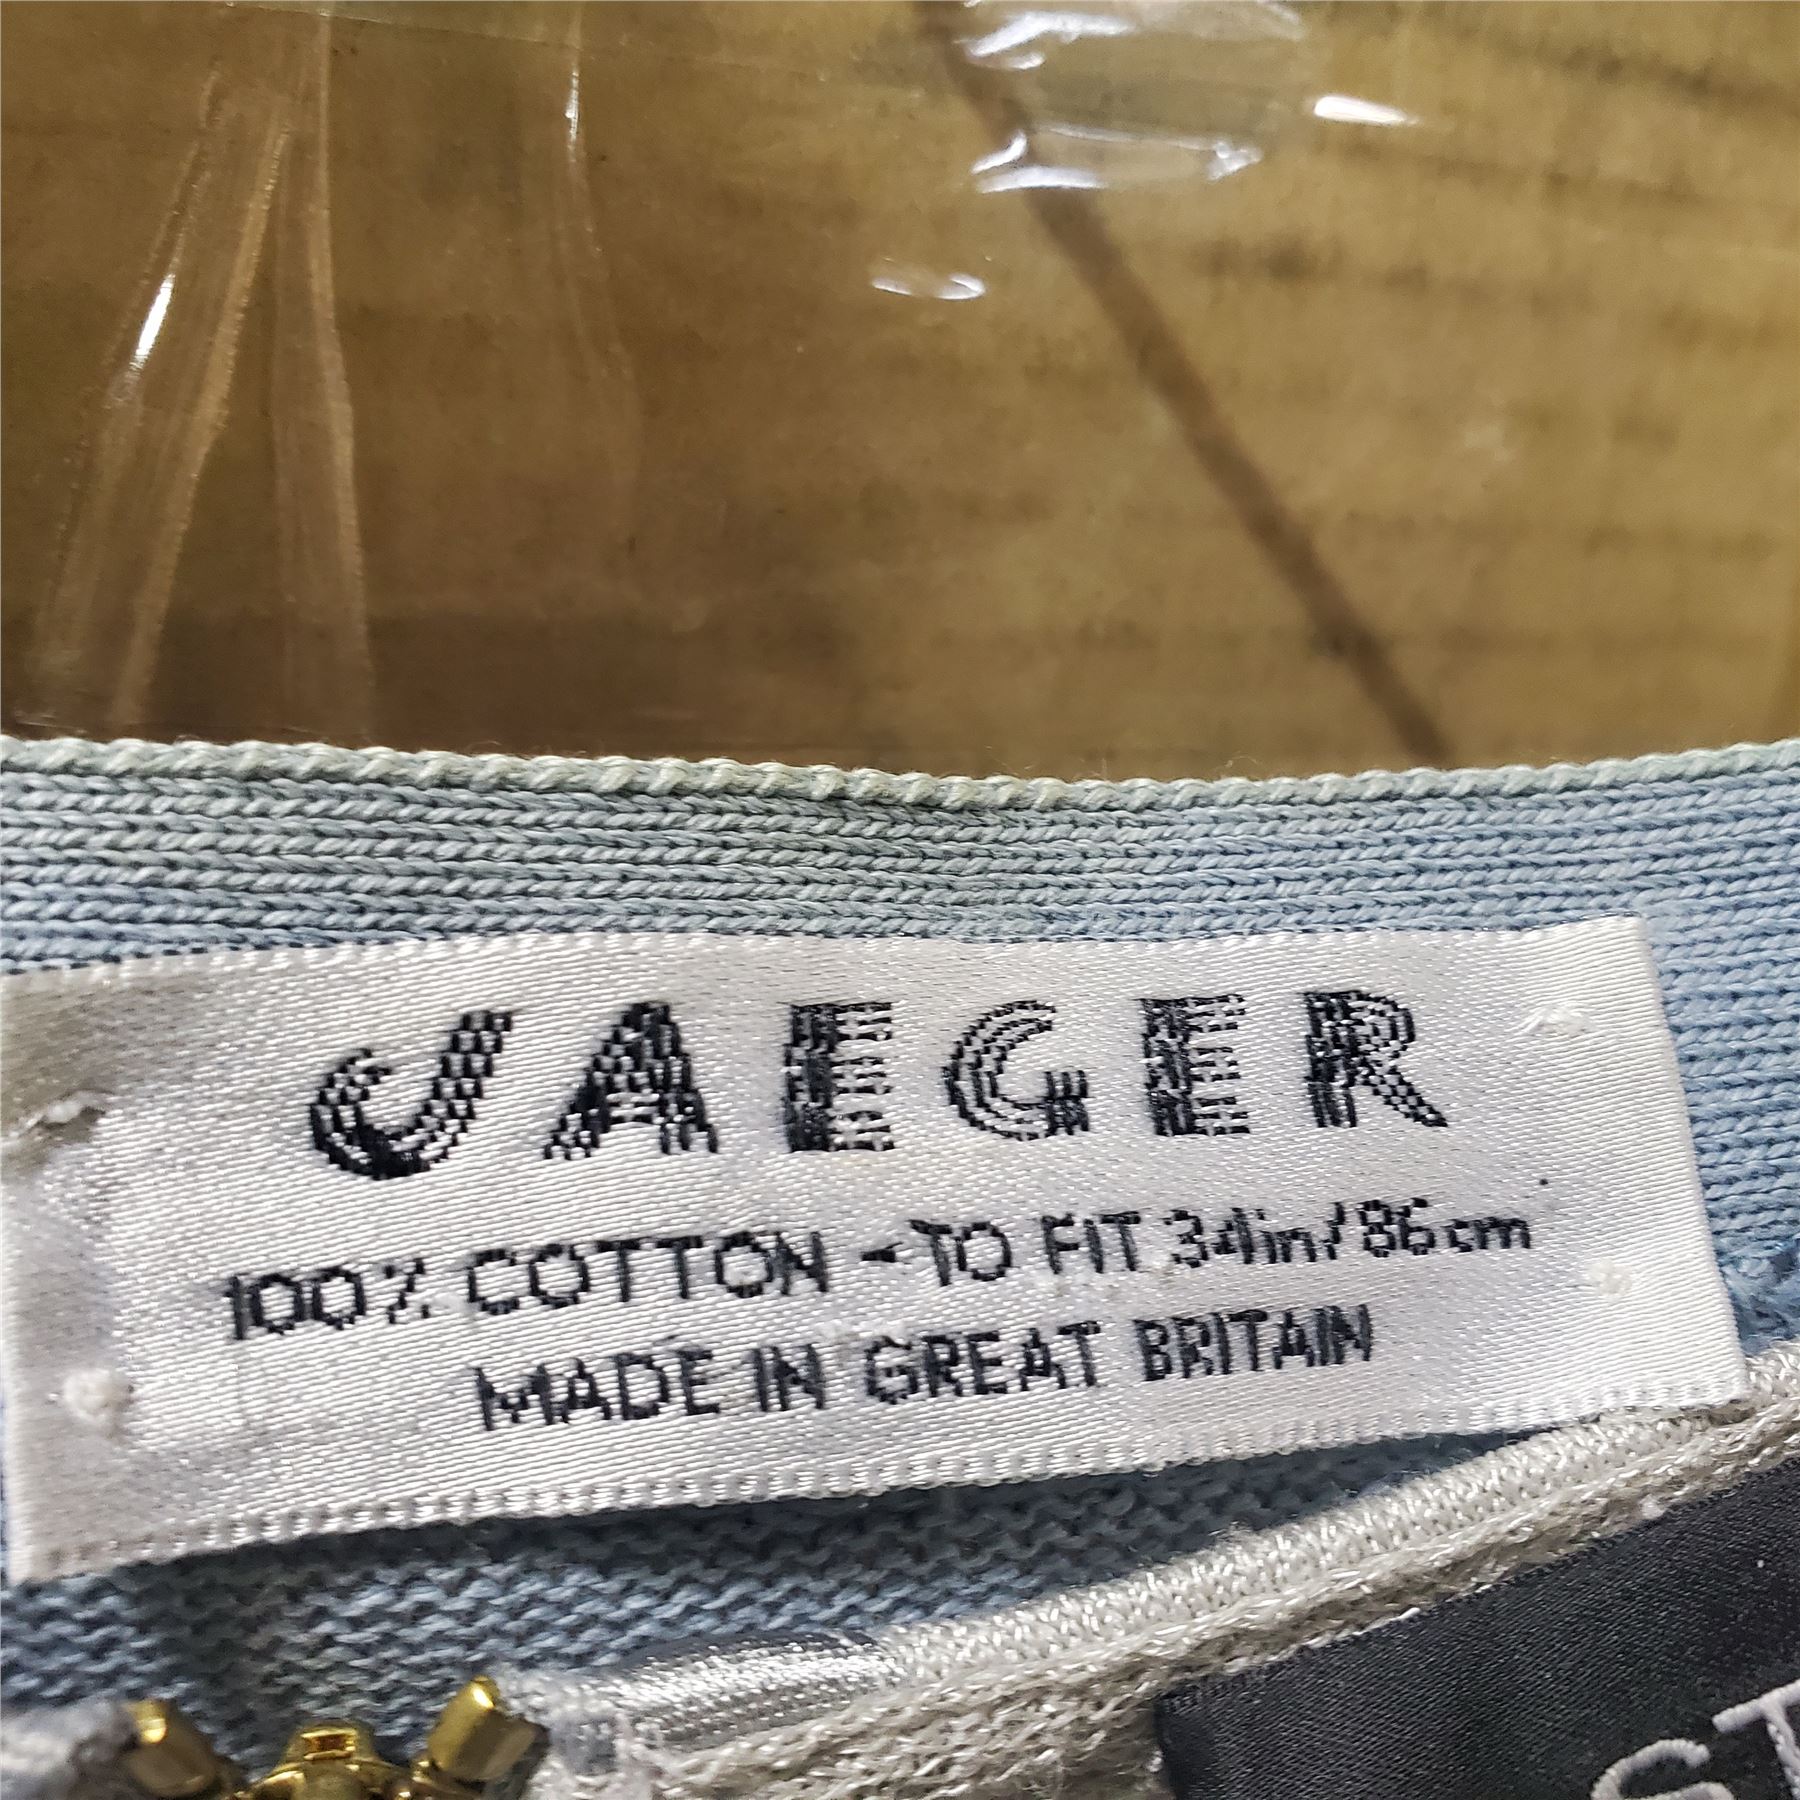 JAEGER
100% COTTON - TO FIT 34in/86cm
MADE IN GREAT BRITAIN